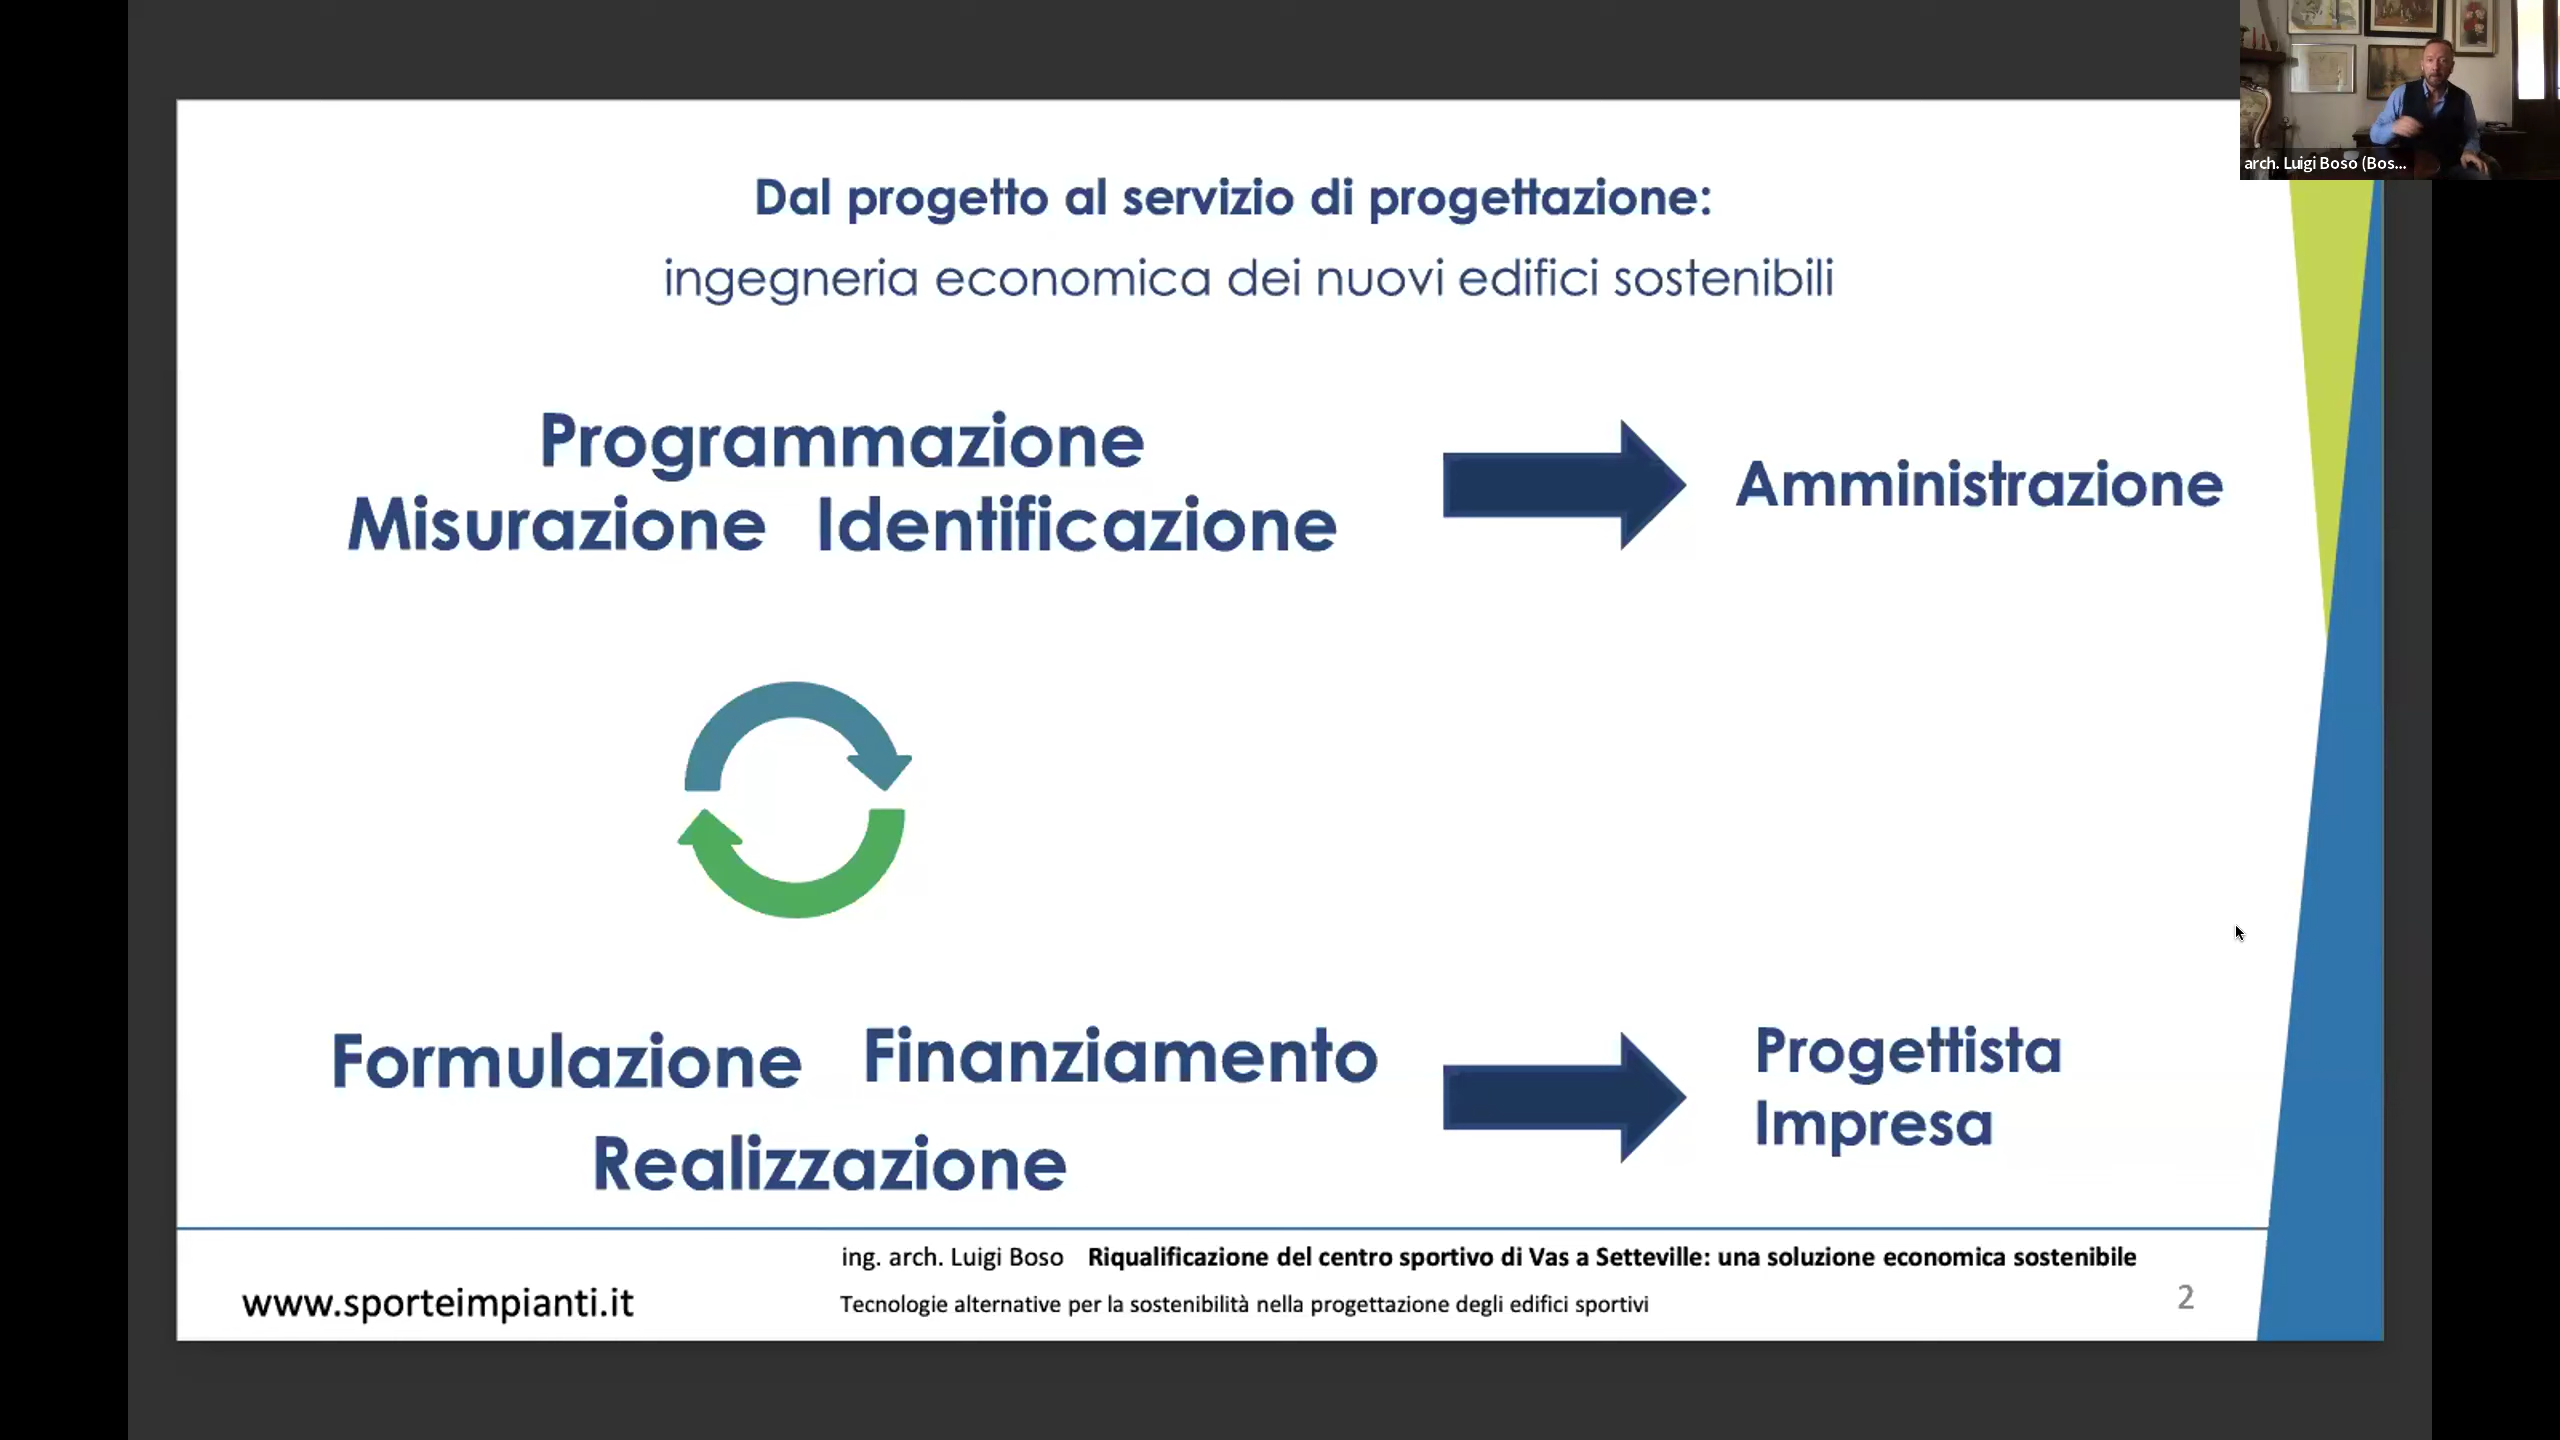 arch. Luigi Boso (Bos...
Dal progetto al servizio di progettazione:
ingegneria economica dei nuovi edifici sostenibili
Programmazione
Misurazione Identificazione
Amministrazione
Formulazione Finanziamento
Realizzazione
Progettista
Impresa
ing. arch. Luigi Boso Riqualificazione del centro sportivo di Vas a Setteville: una soluzione economica sostenibile
www.sporteimpianti.it
Tecnologie alternative per la sostenibilità nella progettazione degli edifici sportivi
2